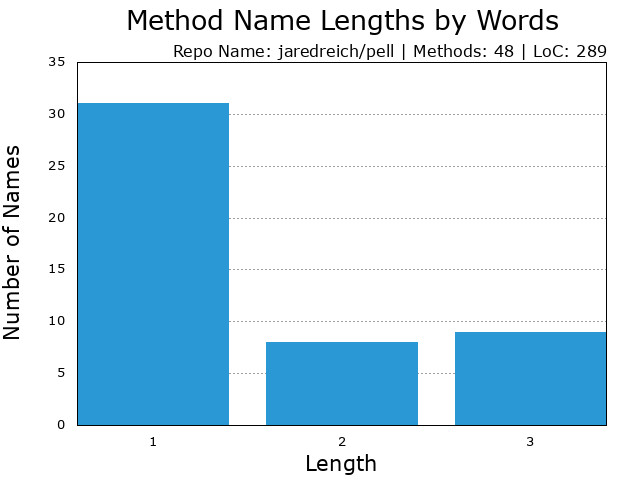 Method Name Lengths by Words
Repo Name: jaredreich/pell | Methods: 48 | LoC: 289
Number of Names
35
30
25
20
15
10
5
0
1 2 3
Length